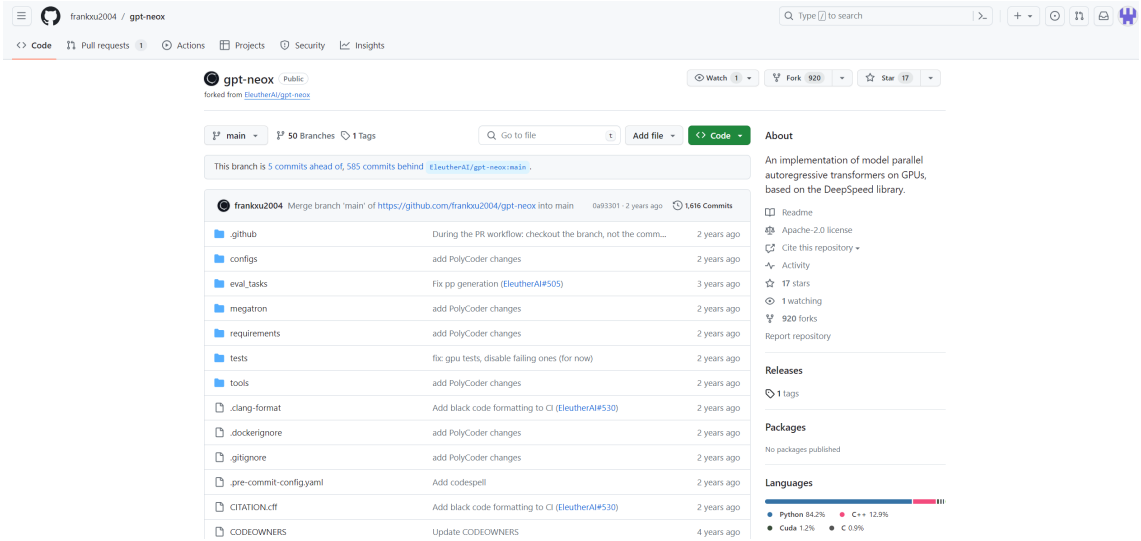 frankxu2004 / gpt-neox
Type / to search
Code Pull requests 1 Actions Projects Security Insights
gpt-neox Public
Watch 1 Fork 920 Star 17
forked from EleutherAI/gpt-neox
main 50 Branches 1 Tags
Go to file t
Add file
Code
This branch is 5 commits ahead of, 585 commits behind EleutherAI/gpt-neox:main .
frankxu2004 Merge branch 'main' of https://github.com/frankxu2004/gpt-neox into main 0a93301 · 2 years ago 1,616 Commits
.github During the PR workflow: checkout the branch, not the comm... 2 years ago
configs add PolyCoder changes 2 years ago
eval_tasks Fix pp generation (EleutherAI#505) 3 years ago
megatron add PolyCoder changes 2 years ago
requirements add PolyCoder changes 2 years ago
tests fix: gpu tests, disable failing ones (for now) 2 years ago
tools add PolyCoder changes 2 years ago
.clang-format Add black code formatting to CI (EleutherAI#530) 2 years ago
.dockerignore add PolyCoder changes 2 years ago
.gitignore add PolyCoder changes 2 years ago
.pre-commit-config.yaml Add codespell 2 years ago
CITATION.cff Add black code formatting to CI (EleutherAI#530) 2 years ago
CODEOWNERS Update CODEOWNERS 4 years ago
About
An implementation of model parallel
autoregressive transformers on GPUs,
based on the DeepSpeed library.
Readme
Apache-2.0 license
Cite this repository
Activity
17 stars
1 watching
920 forks
Report repository
Releases
1 tags
Packages
No packages published
Languages
Python 84.2% C++ 12.9%
Cuda 1.2% C 0.9%